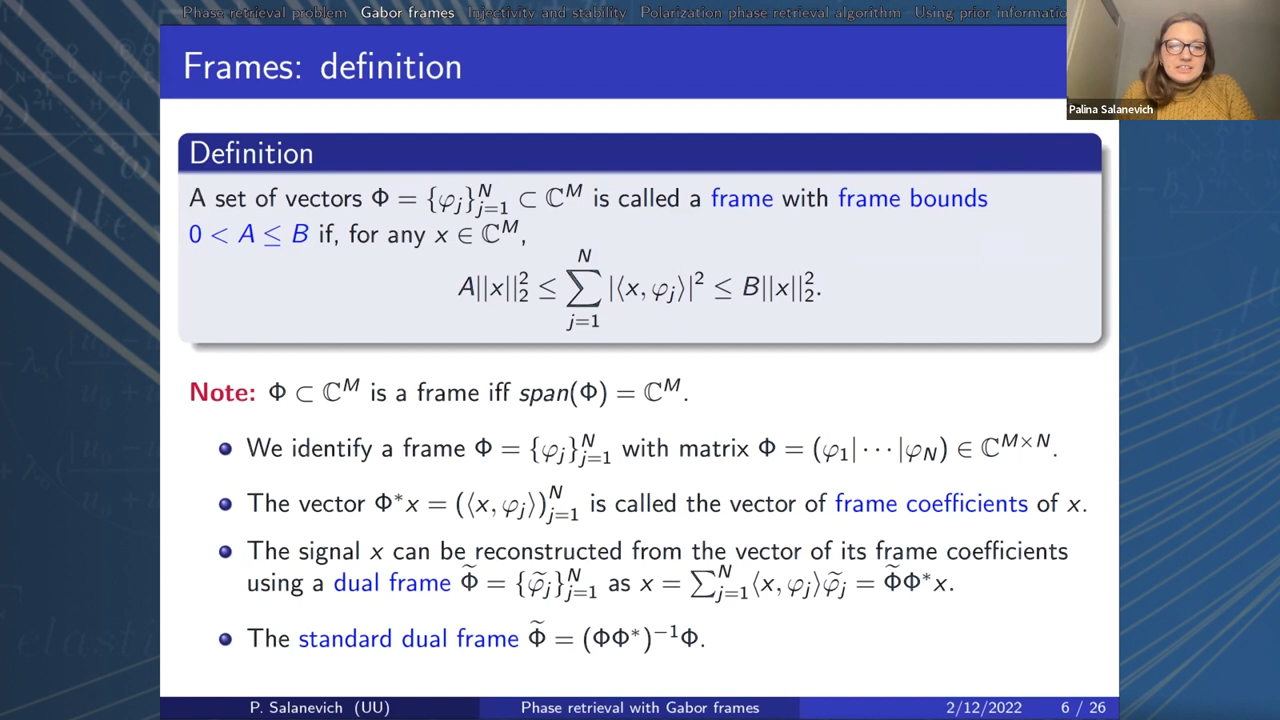 Phase retrieval problem Gabor frames Injectivity and stability Polarization phase retrieval algorithm Using prior informatio
Frames: definition
Palina Salanevich
Definition
A set of vectors Φ = {φ_j}_{j=1}^N ⊂ ℂ^M is called a frame with frame bounds
0 < A ≤ B if, for any x ∈ ℂ^M,
A||x||_2^2 ≤ ∑_{j=1}^N |⟨x, φ_j⟩|^2 ≤ B||x||_2^2.
Note: Φ ⊂ ℂ^M is a frame iff span(Φ) = ℂ^M.
We identify a frame Φ = {φ_j}_{j=1}^N with matrix Φ = (φ_1| ··· |φ_N) ∈ ℂ^{M×N}.
The vector Φ*x = (⟨x, φ_j⟩)_{j=1}^N is called the vector of frame coefficients of x.
The signal x can be reconstructed from the vector of its frame coefficients
using a dual frame Φ̃ = {φ̃_j}_{j=1}^N as x = ∑_{j=1}^N ⟨x, φ_j⟩φ̃_j = Φ̃Φ*x.
The standard dual frame Φ̃ = (ΦΦ*)^{-1}Φ.
P. Salanevich (UU) Phase retrieval with Gabor frames 2/12/2022 6 / 26